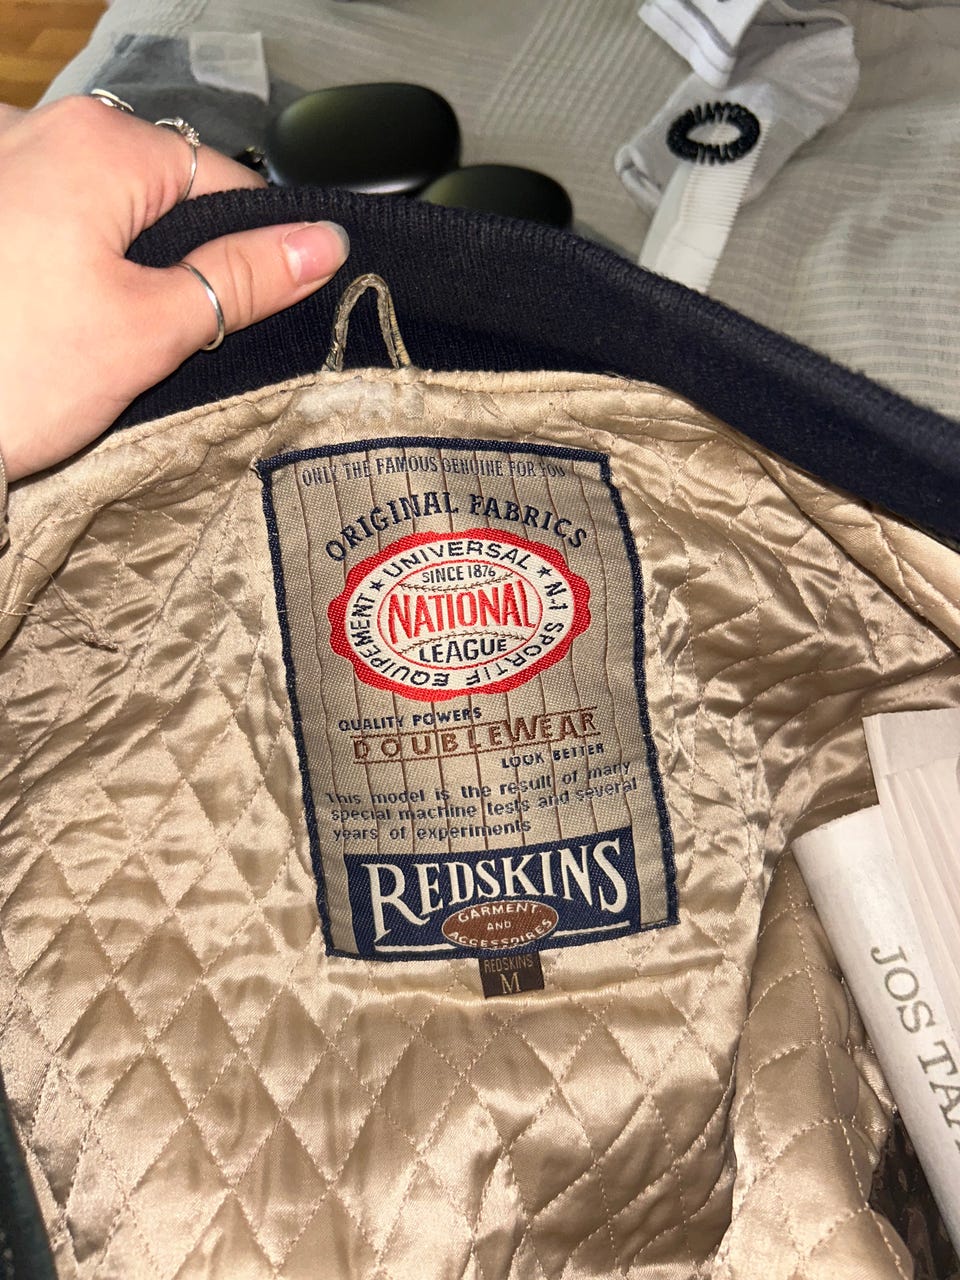 ONLY THE FAMOUS GENUINE FOR YOU
ORIGINAL FABRICS
★ UNIVERSAL ★
N·1 SPORTIF EQUIPEMENT
SINCE 1876
NATIONAL
LEAGUE
QUALITY POWERS
DOUBLEWEAR
LOOK BETTER
This model is the result of many
special machine tests and several
years of experiments
REDSKINS
GARMENT
AND
ACCESSOIRES
REDSKINS
M
JOS